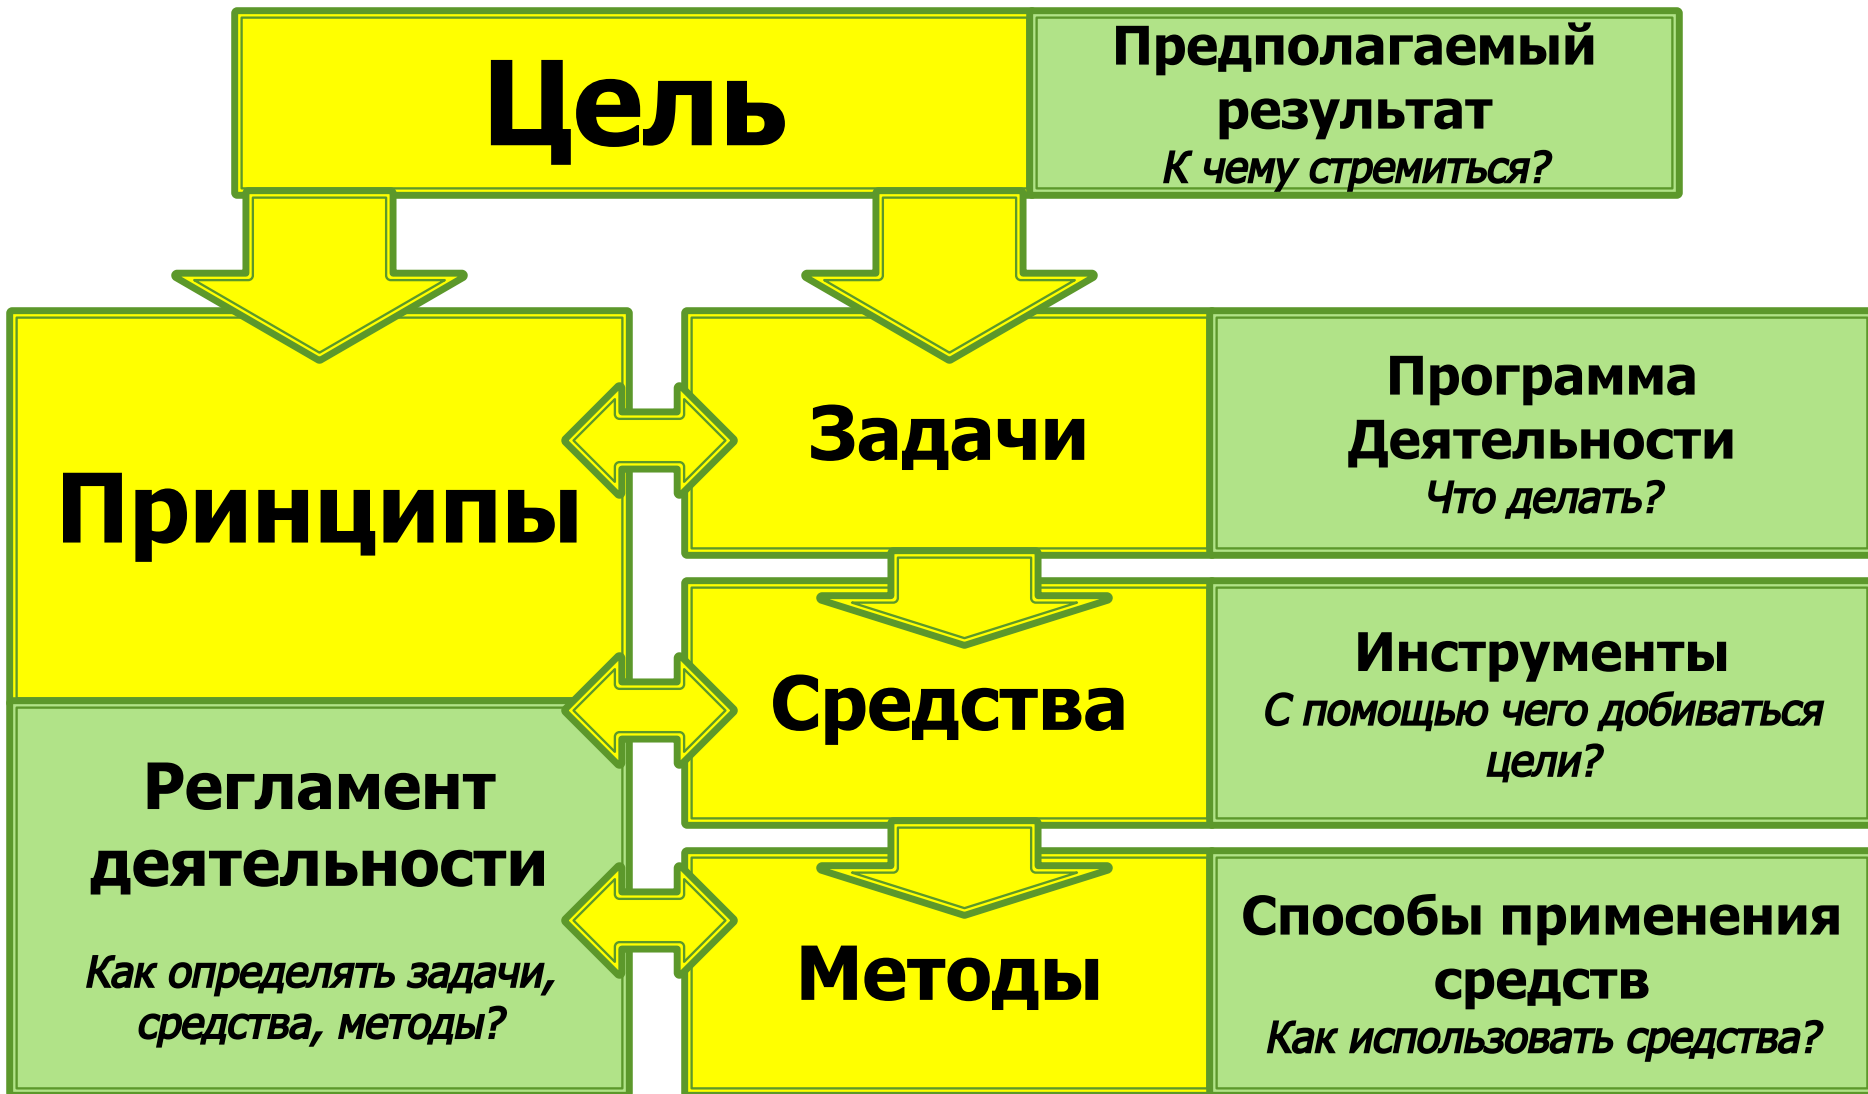 Цель
Предполагаемый
результат
К чему стремиться?
Принципы
Регламент
деятельности
Как определять задачи,
средства, методы?
Задачи
Программа
Деятельности
Что делать?
Средства
Инструменты
С помощью чего добиваться
цели?
Методы
Способы применения
средств
Как использовать средства?